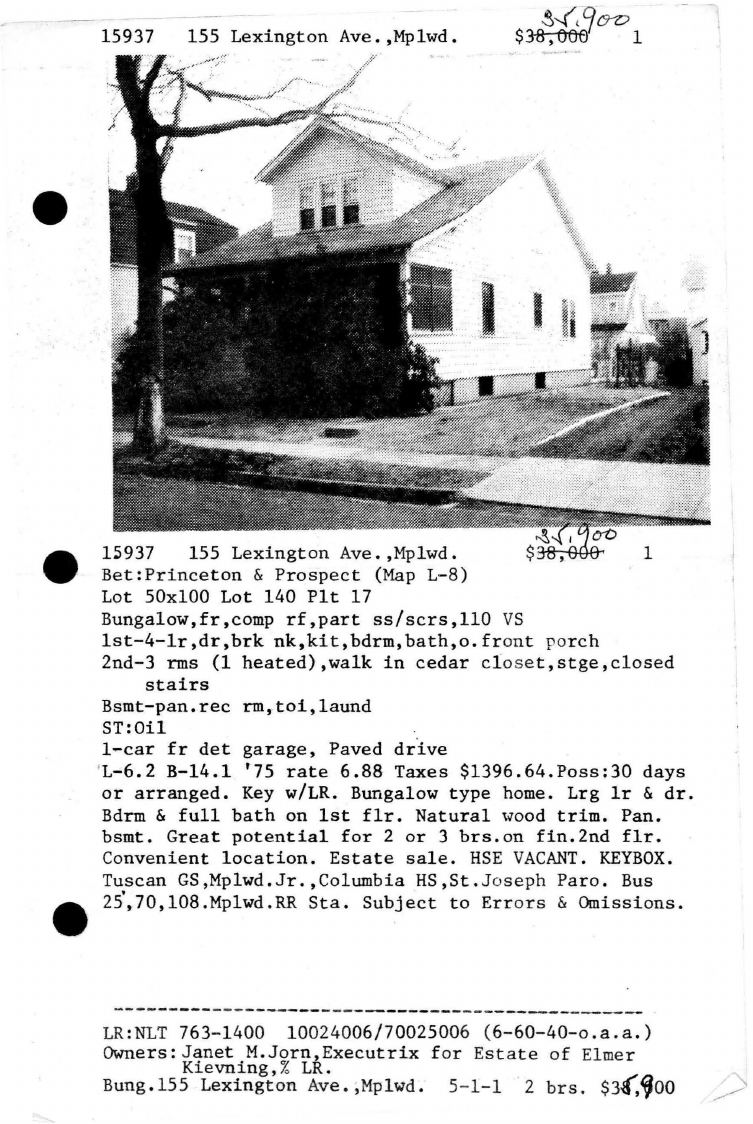 35,900
15937 155 Lexington Ave.,Mplwd. $38,000 1
35,900
15937 155 Lexington Ave.,Mplwd. $38,000 1
Bet:Princeton & Prospect (Map L-8)
Lot 50x100 Lot 140 Plt 17
Bungalow,fr,comp rf,part ss/scrs,110 VS
1st-4-lr,dr,brk nk,kit,bdrm,bath,o.front porch
2nd-3 rms (1 heated),walk in cedar closet,stge,closed
stairs
Bsmt-pan.rec rm,toi,laund
ST:Oil
1-car fr det garage, Paved drive
L-6.2 B-14.1 '75 rate 6.88 Taxes $1396.64.Poss:30 days
or arranged. Key w/LR. Bungalow type home. Lrg lr & dr.
Bdrm & full bath on 1st flr. Natural wood trim. Pan.
bsmt. Great potential for 2 or 3 brs.on fin.2nd flr.
Convenient location. Estate sale. HSE VACANT. KEYBOX.
Tuscan GS,Mplwd.Jr.,Columbia HS,St.Joseph Paro. Bus
25,70,108.Mplwd.RR Sta. Subject to Errors & Omissions.
LR:NLT 763-1400 10024006/70025006 (6-60-40-o.a.a.)
Owners:Janet M.Jorn,Executrix for Estate of Elmer
Kievning,% LR.
Bung.155 Lexington Ave.,Mplwd. 5-1-1 2 brs. $35,900